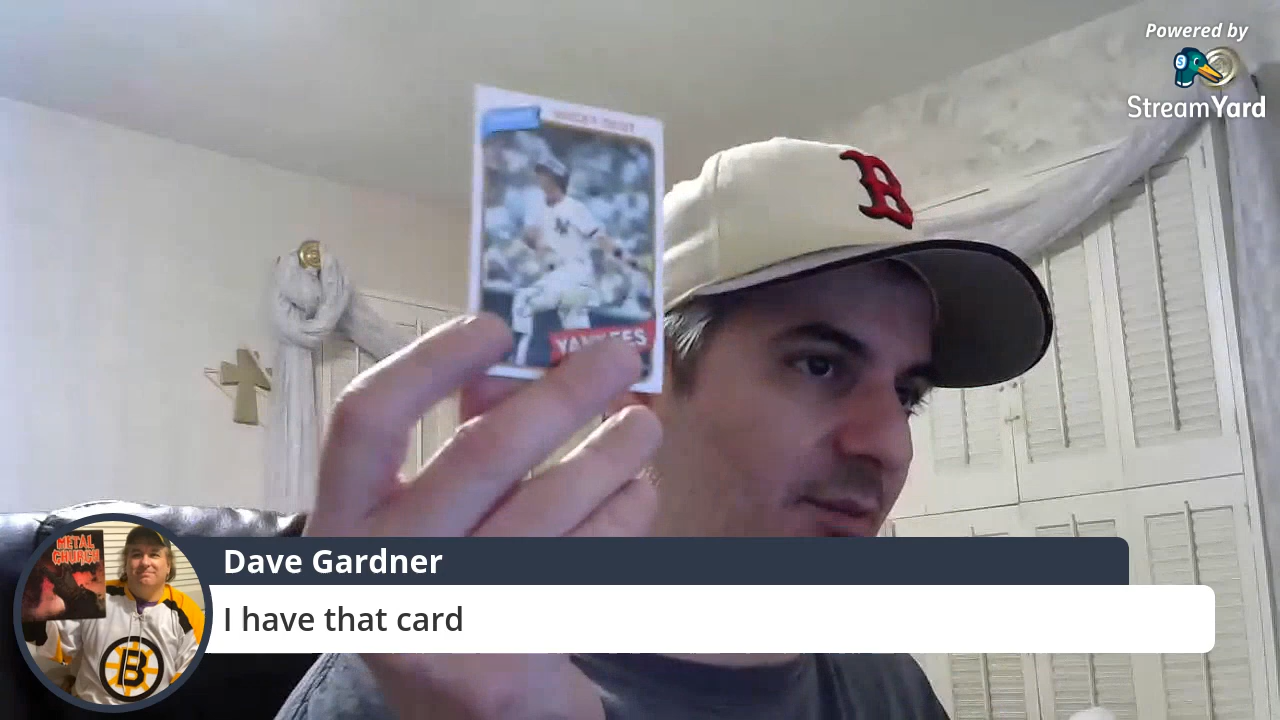 Powered by
StreamYard
B
YANKEES
METAL
CHURCH
B
Dave Gardner
I have that card